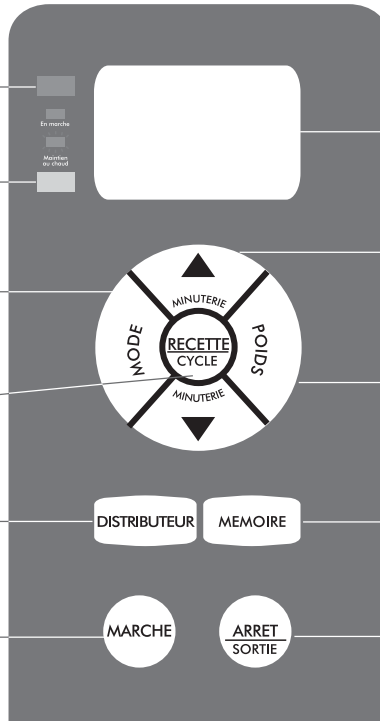 En marche
Maintien
au chaud
MINUTERIE
MODE
RECETTE
CYCLE
POIDS
MINUTERIE
DISTRIBUTEUR
MEMOIRE
MARCHE
ARRET
SORTIE